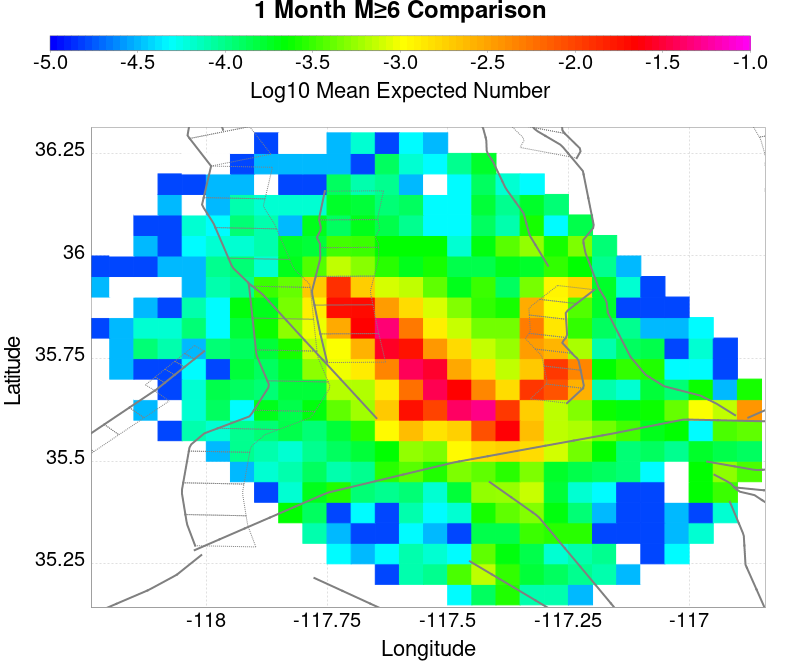 1 Month M≥6 Comparison
-5.0 -4.5 -4.0 -3.5 -3.0 -2.5 -2.0 -1.5 -1.0
Log10 Mean Expected Number
36.25
36
35.75
35.5
35.25
Latitude
-118 -117.75 -117.5 -117.25 -117
Longitude